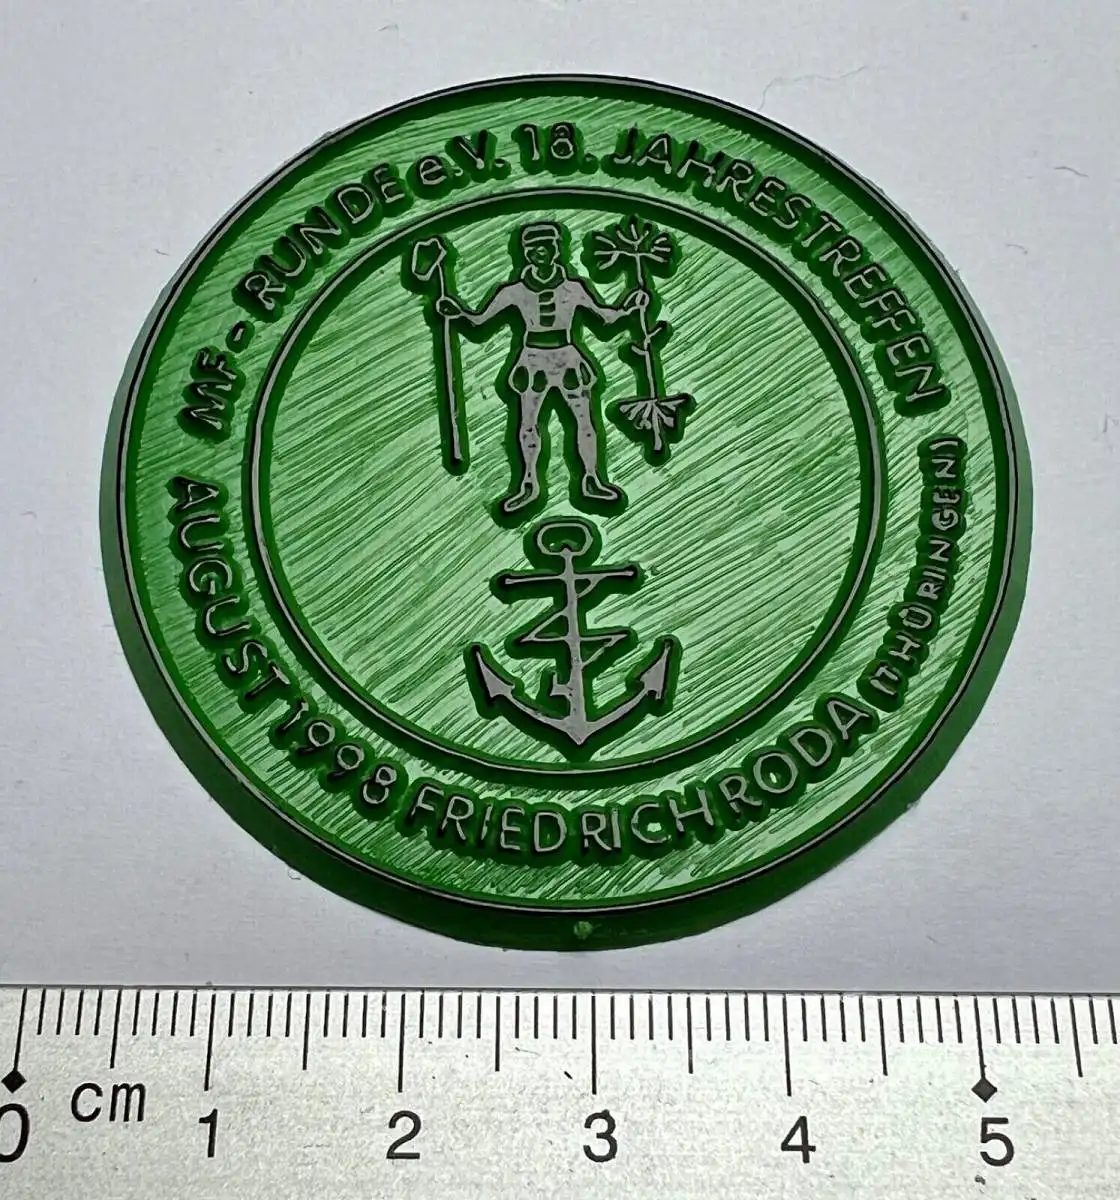 MF - RUNDE e.V. 18. JAHRESTREFFEN
AUGUST 1998 FRIEDRICHRODA (THÜRINGEN)
0 cm 1 2 3 4 5